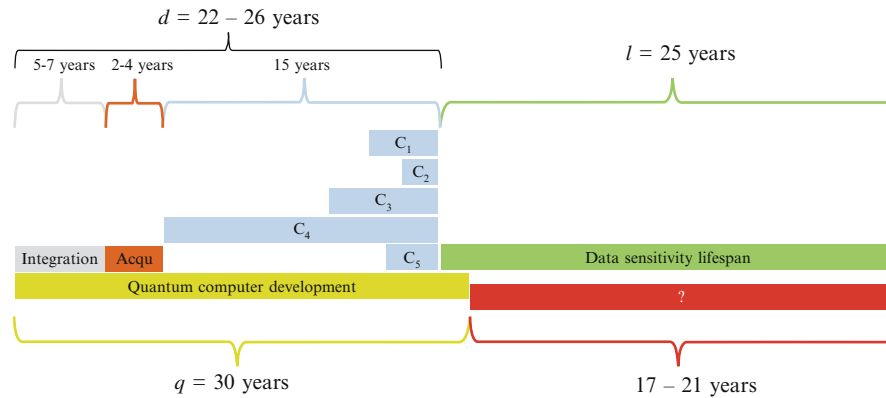 d = 22 – 26 years
l = 25 years
5-7 years
2-4 years
15 years
C₁
C₂
C₃
C₄
C₅
Integration
Acqu
Data sensitivity lifespan
Quantum computer development
?
q = 30 years
17 – 21 years